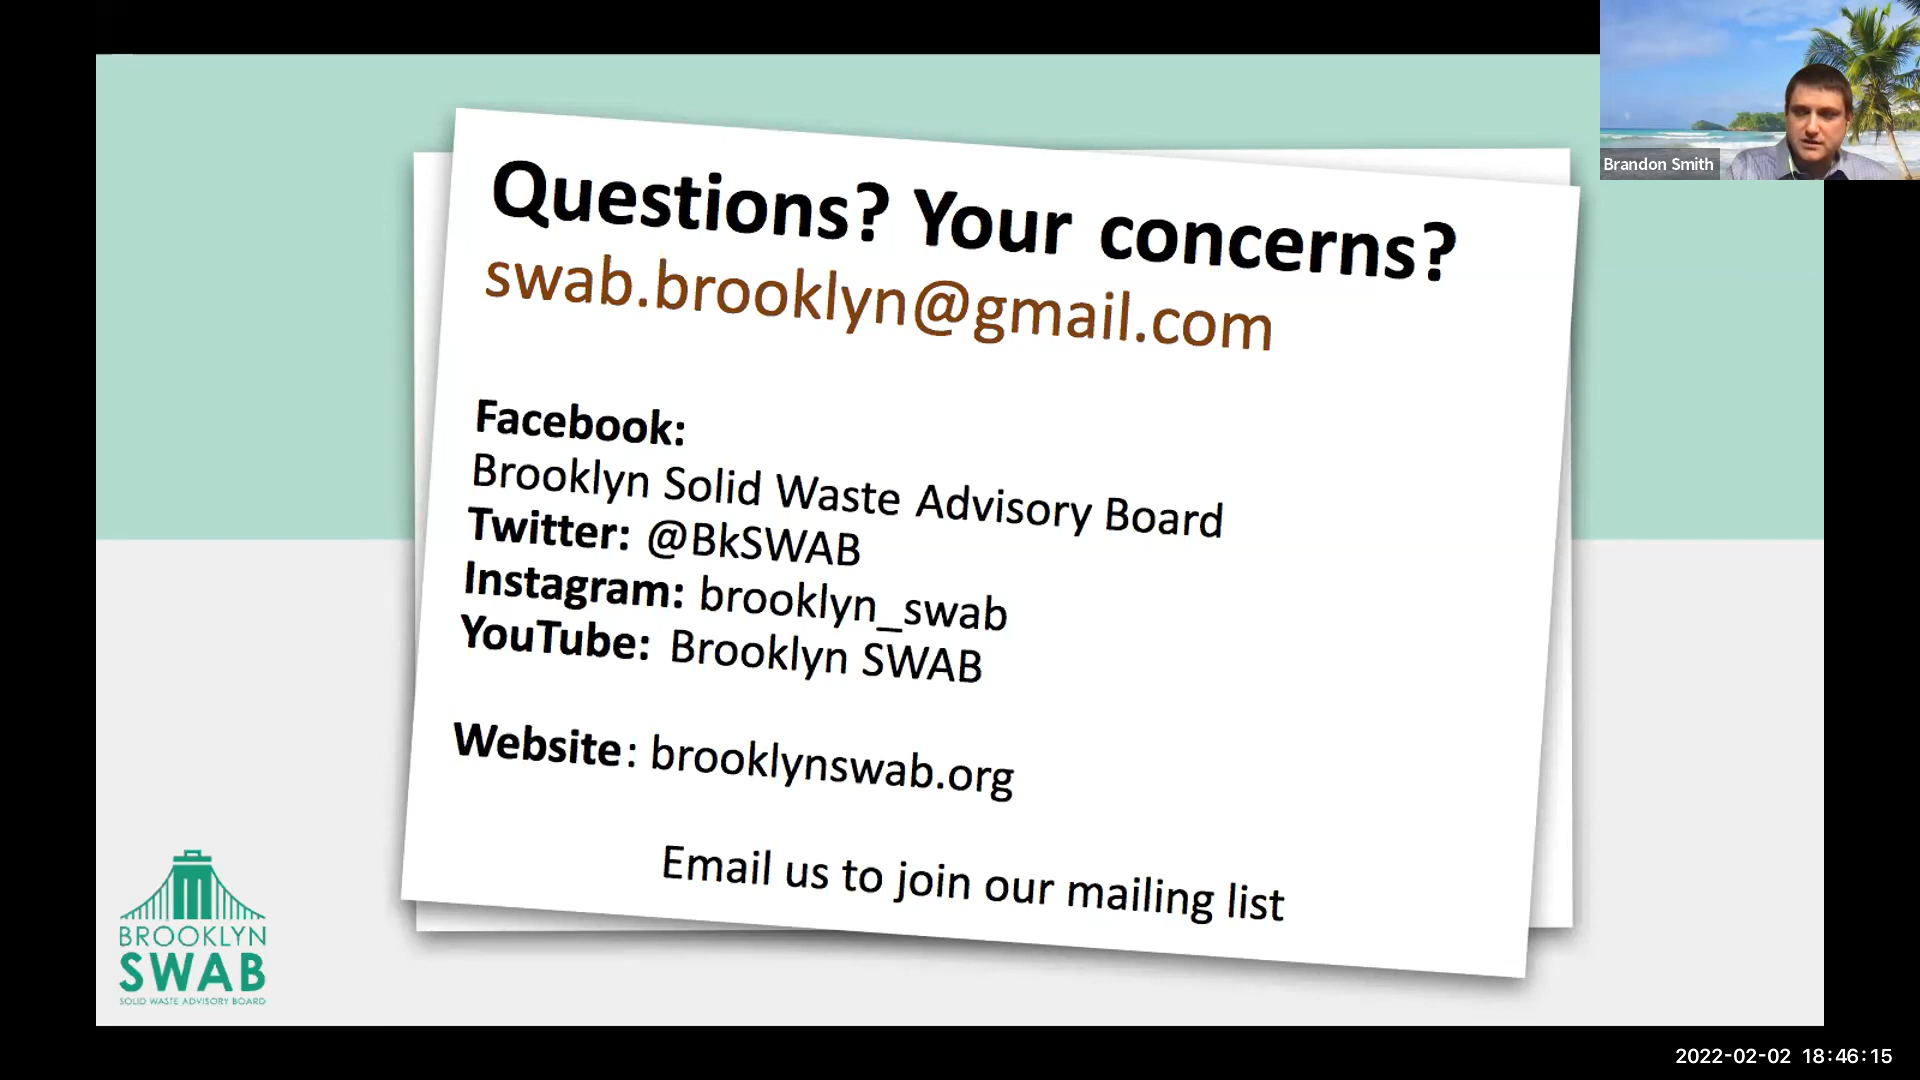 Questions? Your concerns?
swab.brooklyn@gmail.com
Facebook:
Brooklyn Solid Waste Advisory Board
Twitter: @BkSWAB
Instagram: brooklyn_swab
YouTube: Brooklyn SWAB
Website: brooklynswab.org
Email us to join our mailing list
BROOKLYN
SWAB
SOLID WASTE ADVISORY BOARD
Brandon Smith
2022-02-02 18:46:15